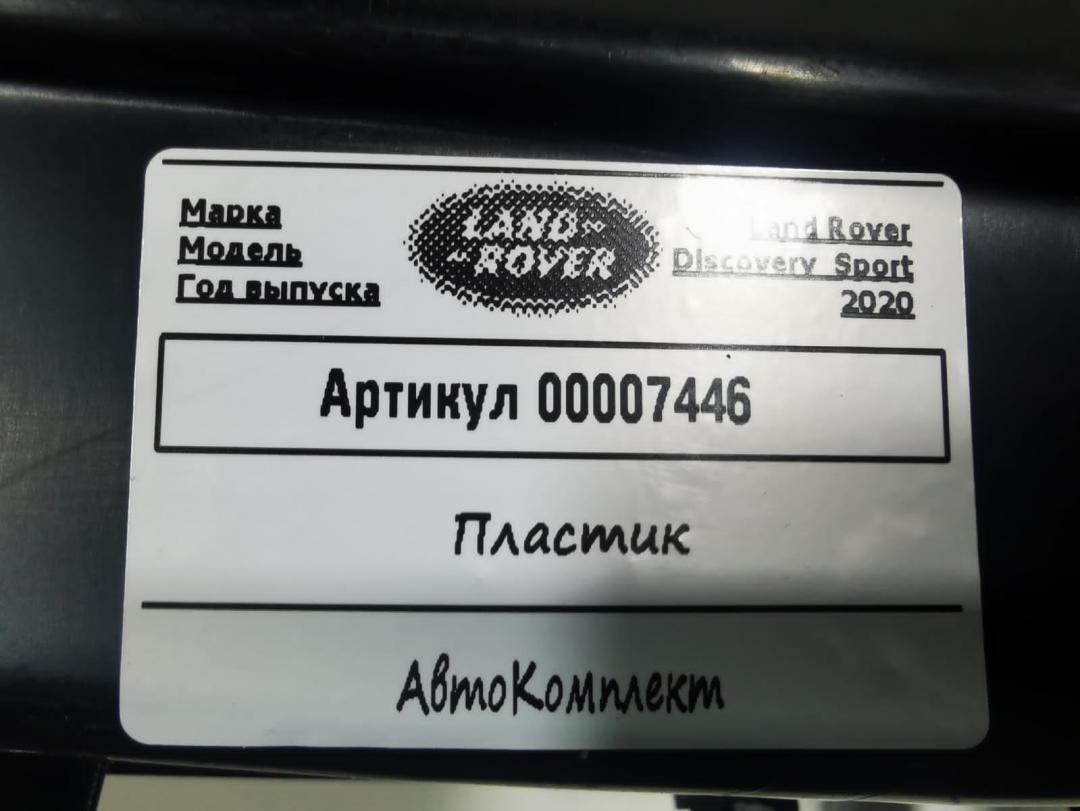 Марка
Модель
Год выпуска
LAND
ROVER
Land Rover
Discovery Sport
2020
Артикул 00007446
Пластик
АвтоКомплект